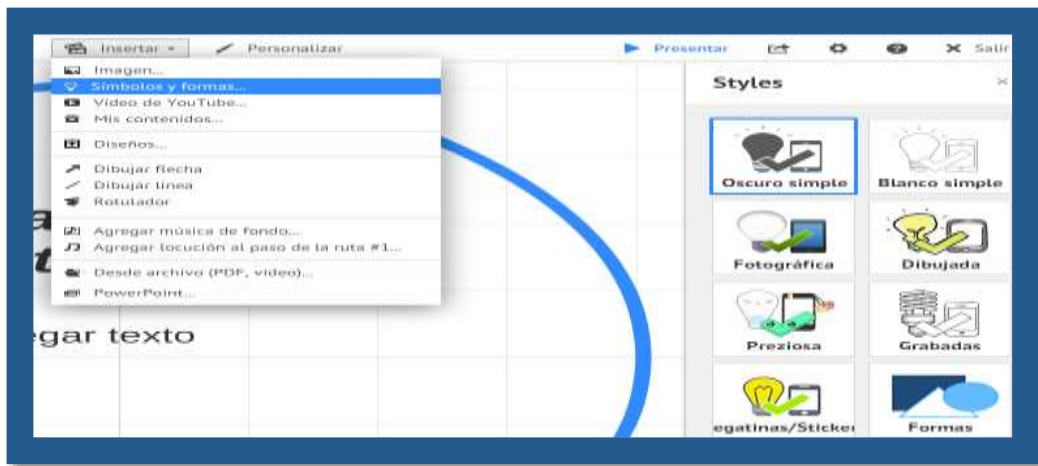 Insertar
Personalizar
Presentar
Salir
Imagen...
Símbolos y formas...
Vídeo de YouTube...
Mis contenidos...
Diseños...
Dibujar flecha
Dibujar línea
Rotulador
Agregar música de fondo...
Agregar locución al paso de la ruta #1...
Desde archivo (PDF, vídeo)...
PowerPoint...
egar texto
Styles
Oscuro simple
Blanco simple
Fotográfica
Dibujada
Preziosa
Grabadas
egatinas/Sticker
Formas